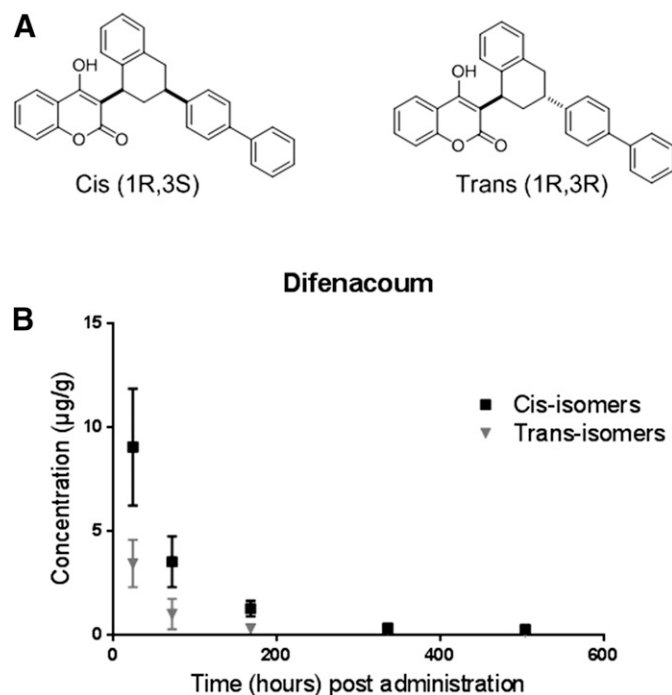 A
OH
O
O
Cis (1R,3S)
OH
O
O
Trans (1R,3R)
Difenacoum
B
15
10
5
0
Concentration (µg/g)
Cis-isomers
Trans-isomers
0
200
400
600
Time (hours) post administration